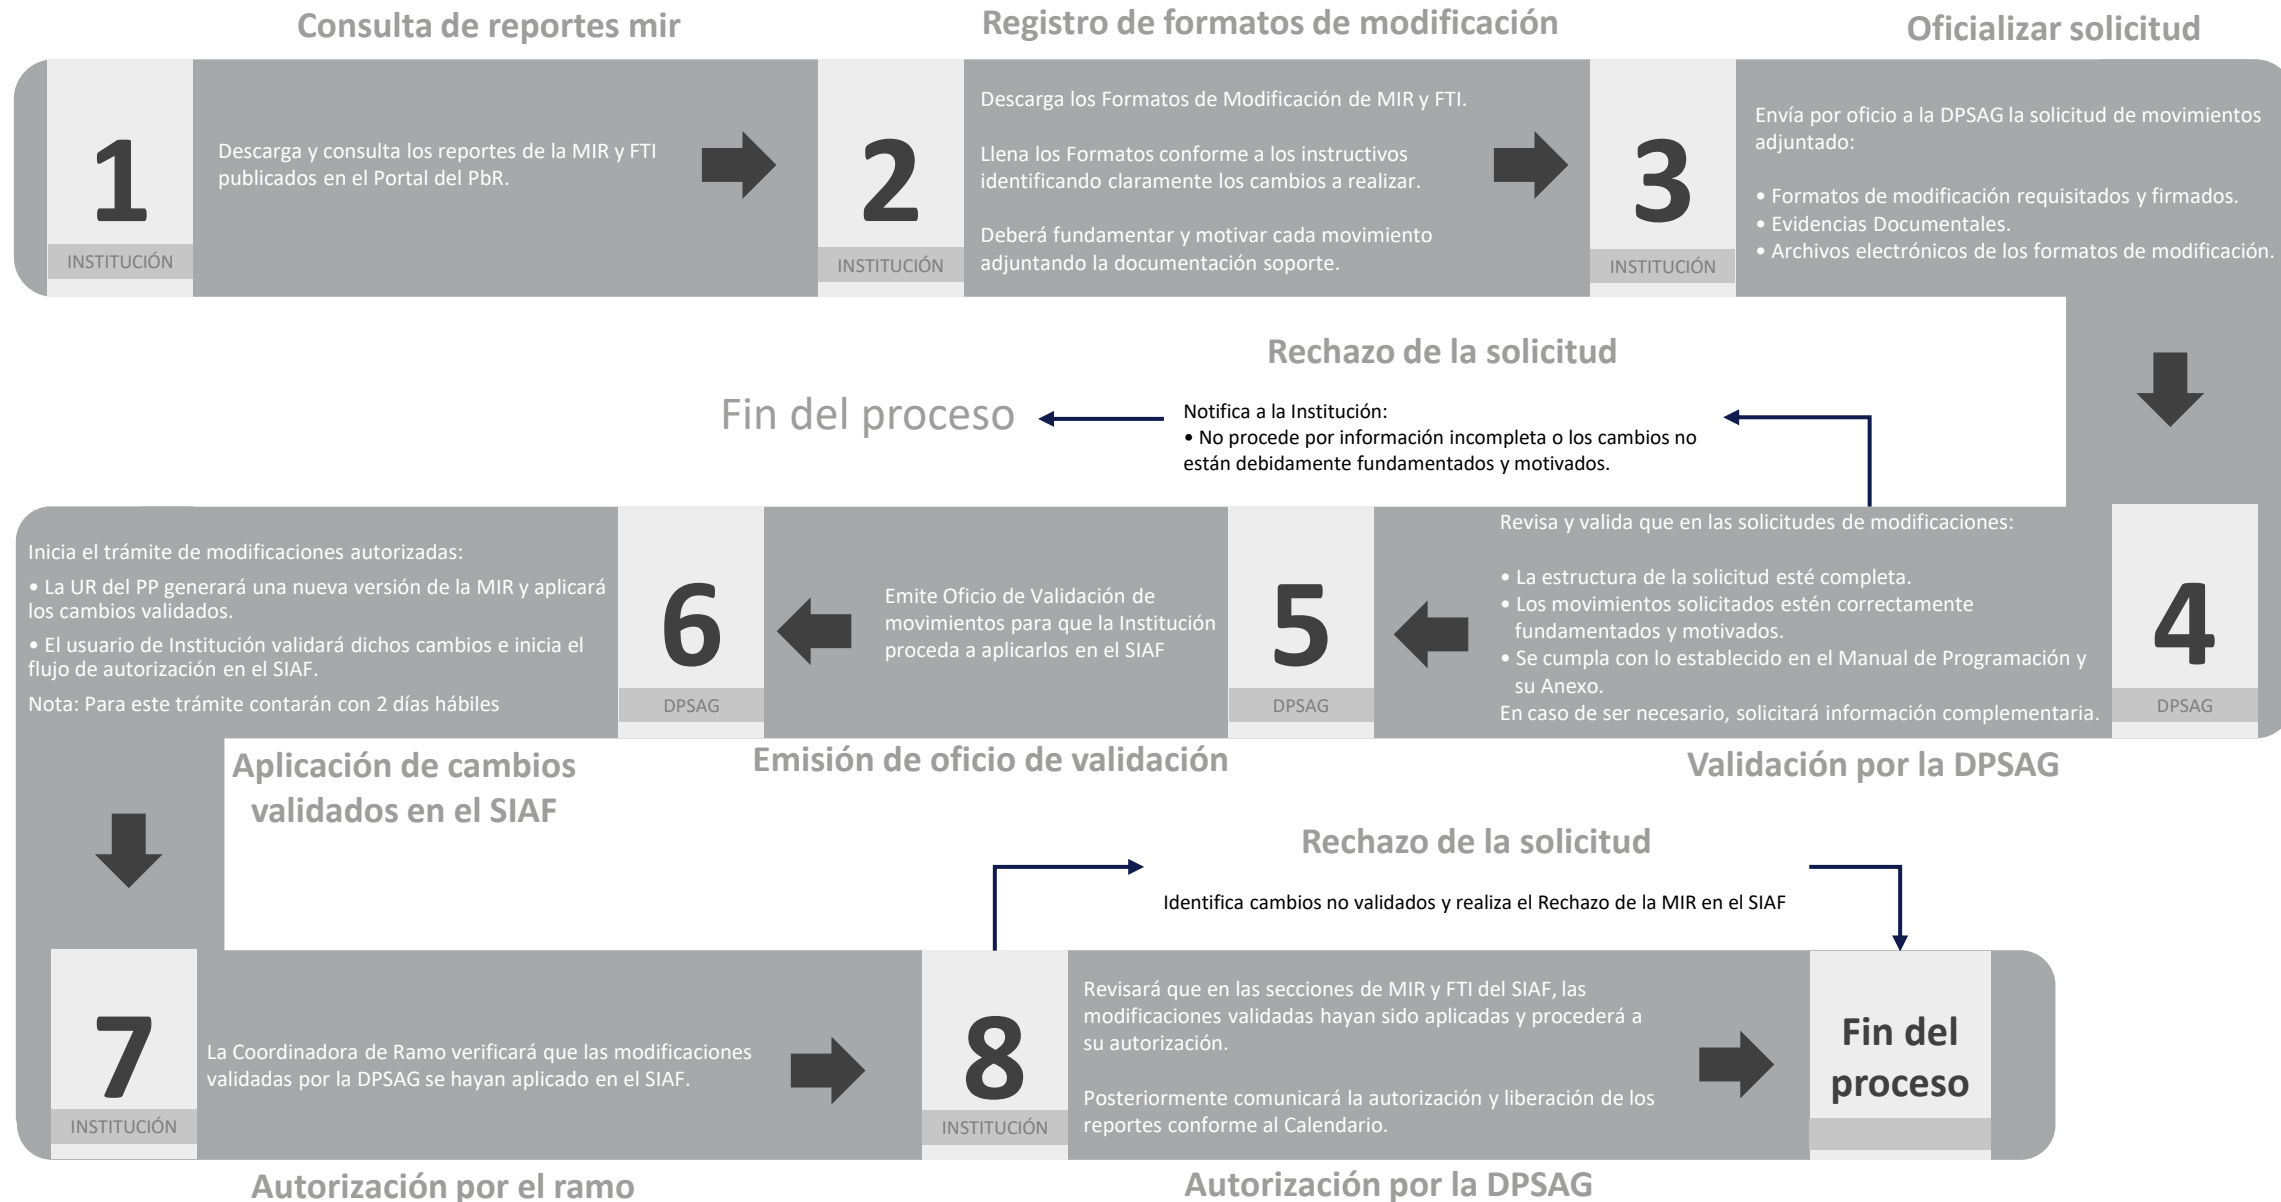 Consulta de reportes mir
Registro de formatos de modificación
Oficializar solicitud
1
INSTITUCIÓN
Descarga y consulta los reportes de la MIR y FTI
publicados en el Portal del PbR.
2
INSTITUCIÓN
Descarga los Formatos de Modificación de MIR y FTI.
Llena los Formatos conforme a los instructivos
identificando claramente los cambios a realizar.
Deberá fundamentar y motivar cada movimiento
adjuntando la documentación soporte.
3
INSTITUCIÓN
Envía por oficio a la DPSAG la solicitud de movimientos
adjuntado:
• Formatos de modificación requisitados y firmados.
• Evidencias Documentales.
• Archivos electrónicos de los formatos de modificación.
Rechazo de la solicitud
Fin del proceso
Notifica a la Institución:
• No procede por información incompleta o los cambios no
están debidamente fundamentados y motivados.
4
DPSAG
Revisa y valida que en las solicitudes de modificaciones:
• La estructura de la solicitud esté completa.
• Los movimientos solicitados estén correctamente
fundamentados y motivados.
• Se cumpla con lo establecido en el Manual de Programación y
su Anexo.
En caso de ser necesario, solicitará información complementaria.
Validación por la DPSAG
5
DPSAG
Emite Oficio de Validación de
movimientos para que la Institución
proceda a aplicarlos en el SIAF
Emisión de oficio de validación
6
DPSAG
Inicia el trámite de modificaciones autorizadas:
• La UR del PP generará una nueva versión de la MIR y aplicará
los cambios validados.
• El usuario de Institución validará dichos cambios e inicia el
flujo de autorización en el SIAF.
Nota: Para este trámite contarán con 2 días hábiles
Aplicación de cambios
validados en el SIAF
Rechazo de la solicitud
Identifica cambios no validados y realiza el Rechazo de la MIR en el SIAF
7
INSTITUCIÓN
La Coordinadora de Ramo verificará que las modificaciones
validadas por la DPSAG se hayan aplicado en el SIAF.
Autorización por el ramo
8
INSTITUCIÓN
Revisará que en las secciones de MIR y FTI del SIAF, las
modificaciones validadas hayan sido aplicadas y procederá a
su autorización.
Posteriormente comunicará la autorización y liberación de los
reportes conforme al Calendario.
Autorización por la DPSAG
Fin del
proceso